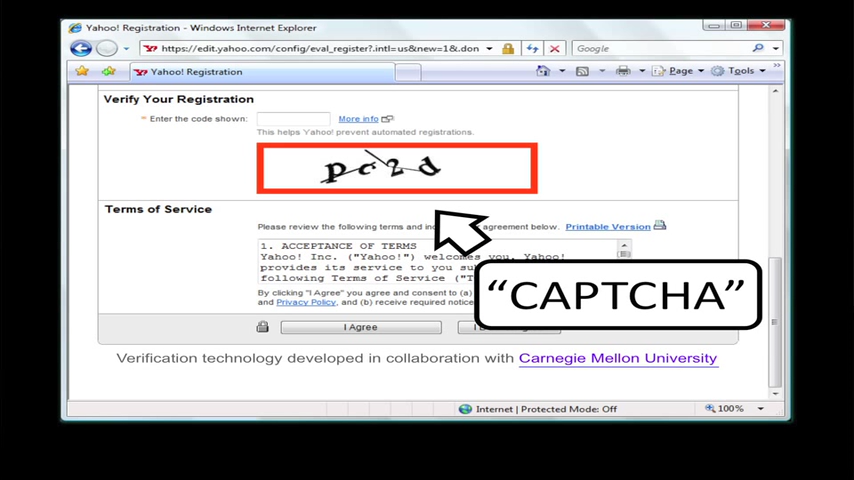 Yahoo! Registration - Windows Internet Explorer
https://edit.yahoo.com/config/eval_register?.intl=us&new=1&.don
Google
Yahoo! Registration
Page
Tools
Verify Your Registration
* Enter the code shown:
More info
This helps Yahoo! prevent automated registrations.
pc2d
Terms of Service
Please review the following terms and agreement below.
Printable Version
1. ACCEPTANCE OF TERMS
Yahoo! Inc. ("Yahoo!") welcomes you. Yahoo!
provides its service to you
following Terms of Service
By clicking "I Agree" you agree and consent to (a)
and Privacy Policy, and (b) receive required
“CAPTCHA”
I Agree
Verification technology developed in collaboration with Carnegie Mellon University
Internet | Protected Mode: Off
100%